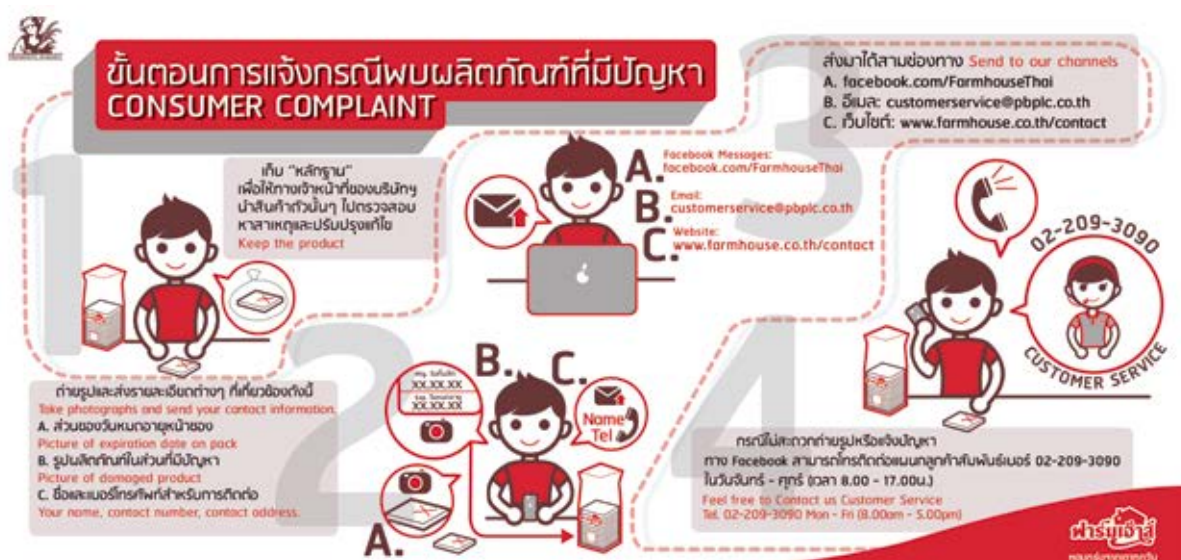 ขั้นตอนการแจ้งกรณีพบผลิตภัณฑ์ที่มีปัญหา
CONSUMER COMPLAINT
1
เก็บ "หลักฐาน"
เพื่อให้ทางเจ้าหน้าที่ของบริษัทฯ
นำสินค้าตัวนั้นๆ ไปตรวจสอบ
หาสาเหตุและปรับปรุงแก้ไข
Keep the product
2
ถ่ายรูปและส่งรายละเอียดต่างๆ ที่เกี่ยวข้องดังนี้
Take photographs and send your contact information.
A. ส่วนของวันหมดอายุหน้าซอง
Picture of expiration date on pack
B. รูปผลิตภัณฑ์ในส่วนที่มีปัญหา
Picture of damaged product
C. ชื่อและเบอร์โทรศัพท์สำหรับการติดต่อ
Your name, contact number, contact address.
A.
B.
XX.XX.XX
XX.XX.XX
C.
Name
Tel
3
ส่งมาได้สามช่องทาง Send to our channels
A. facebook.com/FarmhouseThai
B. อีเมล: customerservice@pbplc.co.th
C. เว็บไซต์: www.farmhouse.co.th/contact
A. Facebook Messages:
facebook.com/FarmhouseThai
B. Email:
customerservice@pbplc.co.th
C. Website:
www.farmhouse.co.th/contact
4
02-209-3090
CUSTOMER SERVICE
กรณีไม่สะดวกถ่ายรูปหรือแจ้งปัญหา
ทาง Facebook สามารถโทรติดต่อแผนกลูกค้าสัมพันธ์เบอร์ 02-209-3090
ในวันจันทร์ - ศุกร์ (เวลา 8.00 - 17.00น.)
Feel free to Contact us Customer Service
Tel. 02-209-3090 Mon - Fri (8.00am - 5.00pm)
ฟาร์มเฮ้าส์